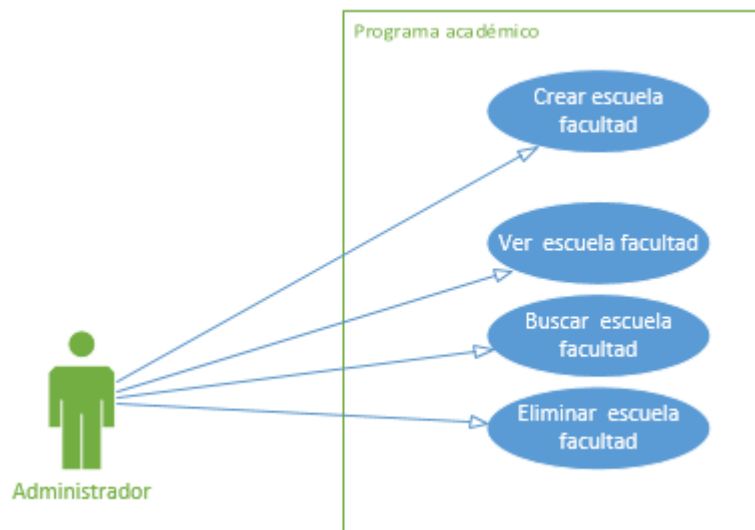 Programa académico
Crear escuela
facultad
Ver escuela facultad
Buscar escuela
facultad
Eliminar escuela
facultad
Administrador